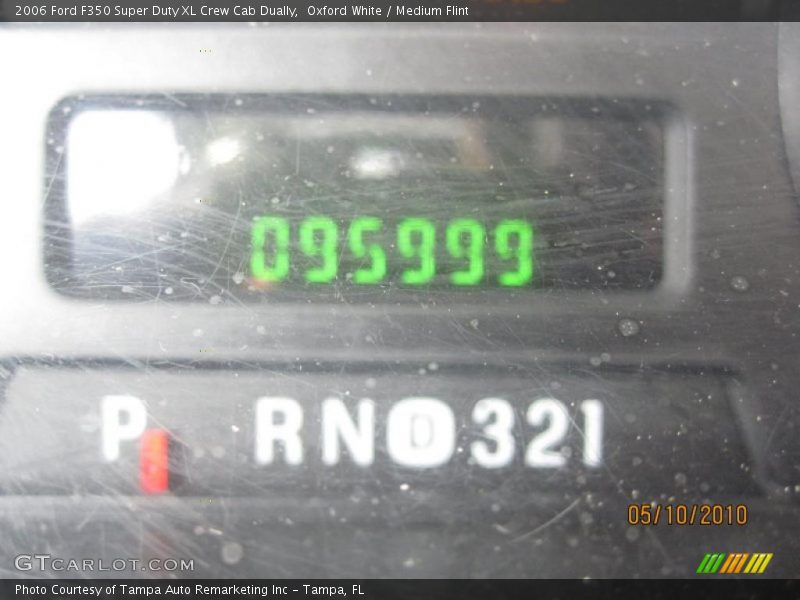 2006 Ford F350 Super Duty XL Crew Cab Dually,  Oxford White / Medium Flint
095999
P RND321
05/10/2010
GTCARLOT.COM
Photo Courtesy of Tampa Auto Remarketing Inc - Tampa, FL